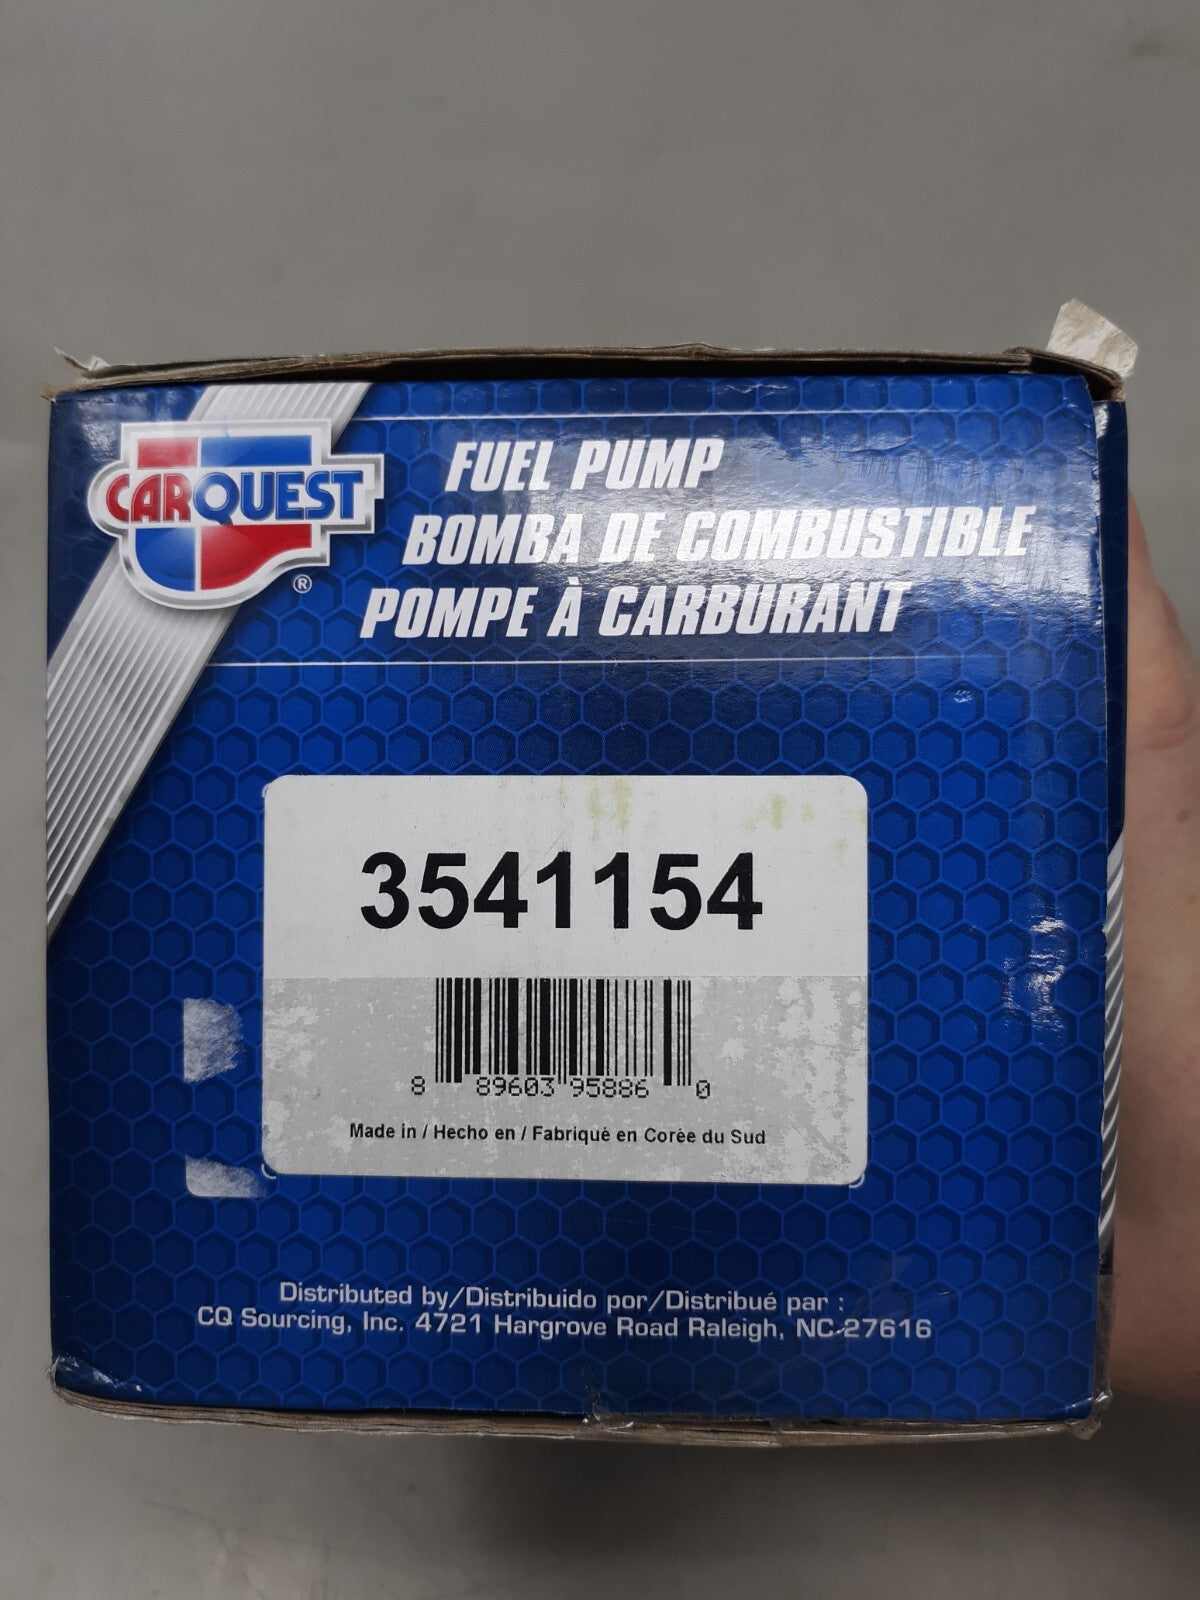 CARQUEST
®
FUEL PUMP
BOMBA DE COMBUSTIBLE
POMPE À CARBURANT
3541154
8 89603 95886 0
Made in / Hecho en / Fabriqué en Corée du Sud
Distributed by/Distribuido por/Distribué par :
CQ Sourcing, Inc. 4721 Hargrove Road Raleigh, NC 27616